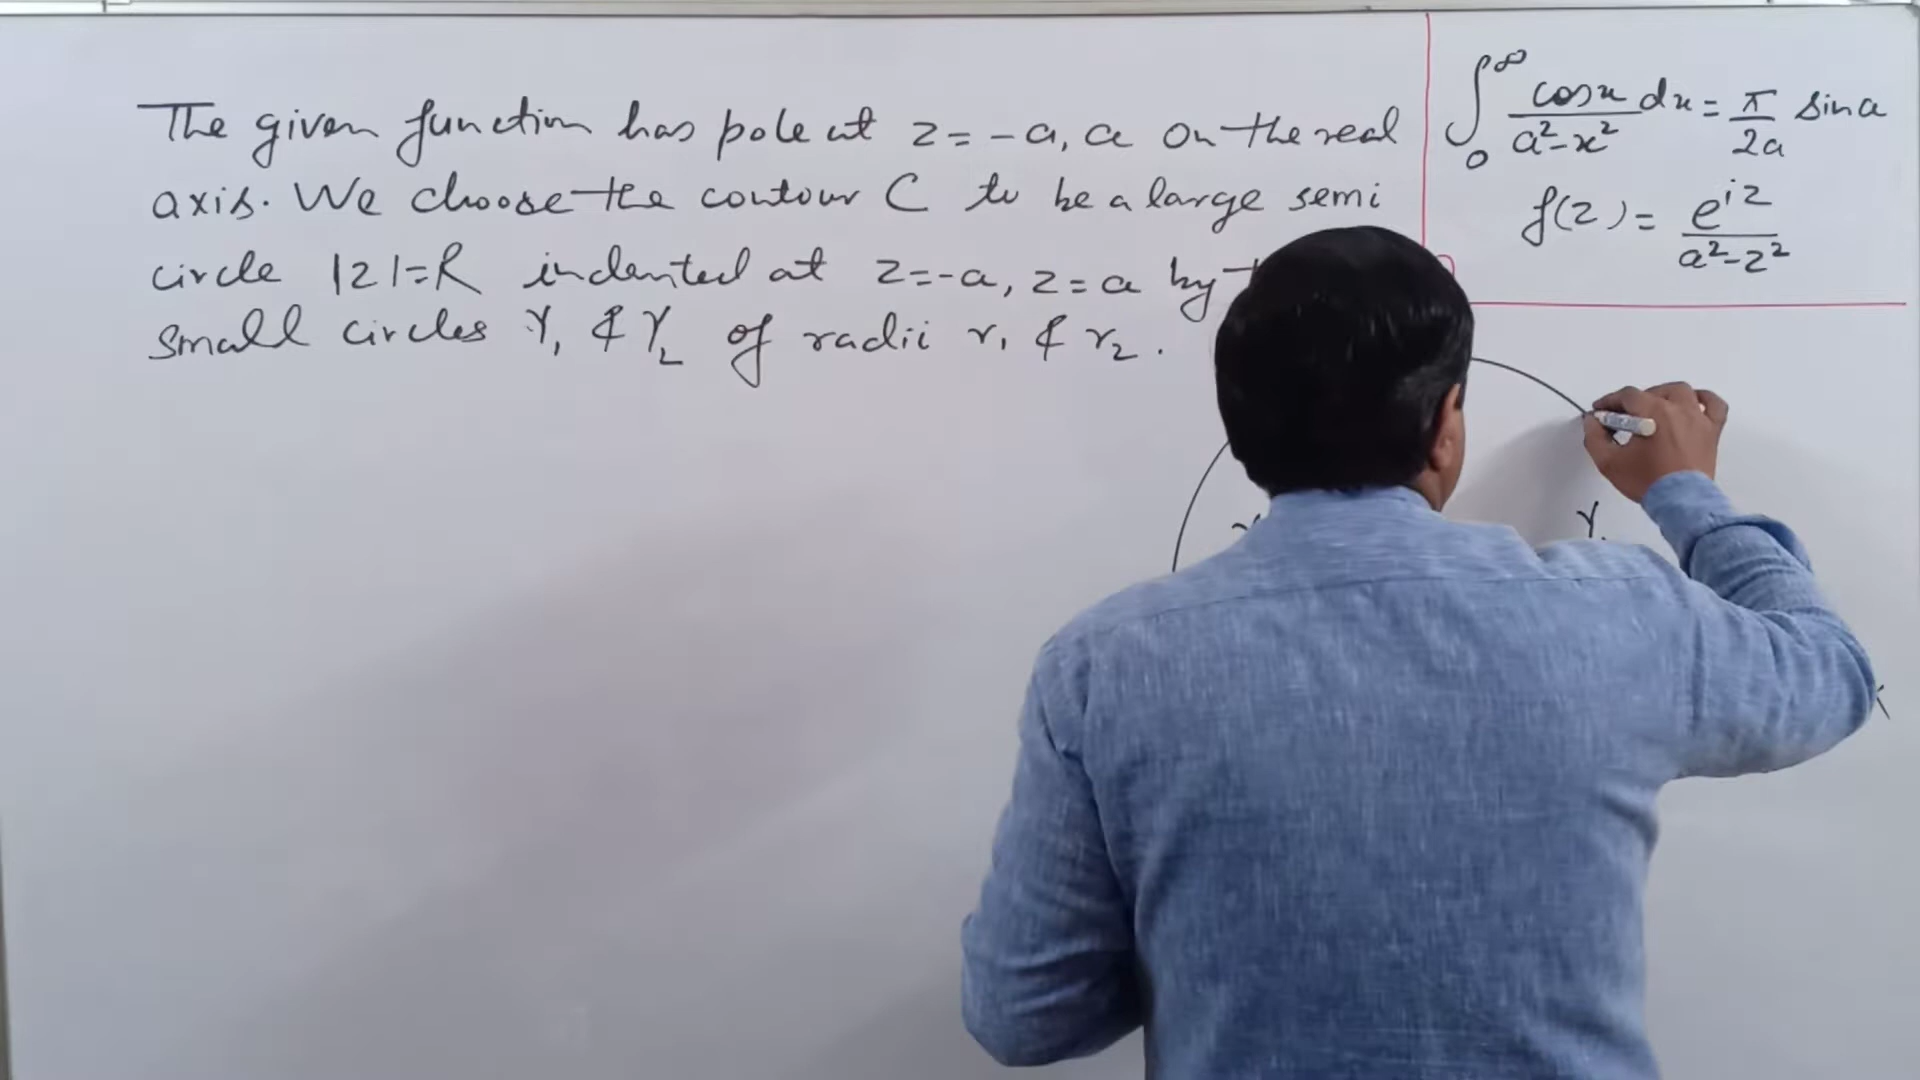 The given function has pole at z = -a, a on the real
axis. We choose the contour C to be a large semi
circle |z|=R indented at z=-a, z=a by
small circles γ₁ & γ₂ of radii r₁ & r₂.
∫₀^∞ cosx/(a²-x²) dx = π/2a sin a
f(z) = e^{iz}/(a²-z²)